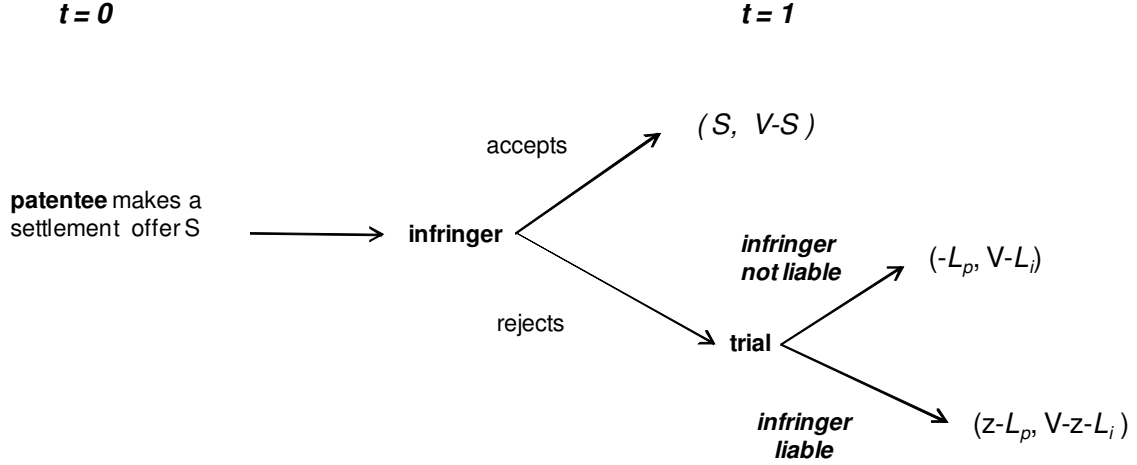 t = 0
t = 1
( S, V-S )
accepts
patentee makes a
settlement offer S
infringer
infringer
not liable
(-Lp, V-Li)
rejects
trial
infringer
liable
(z-Lp, V-z-Li )